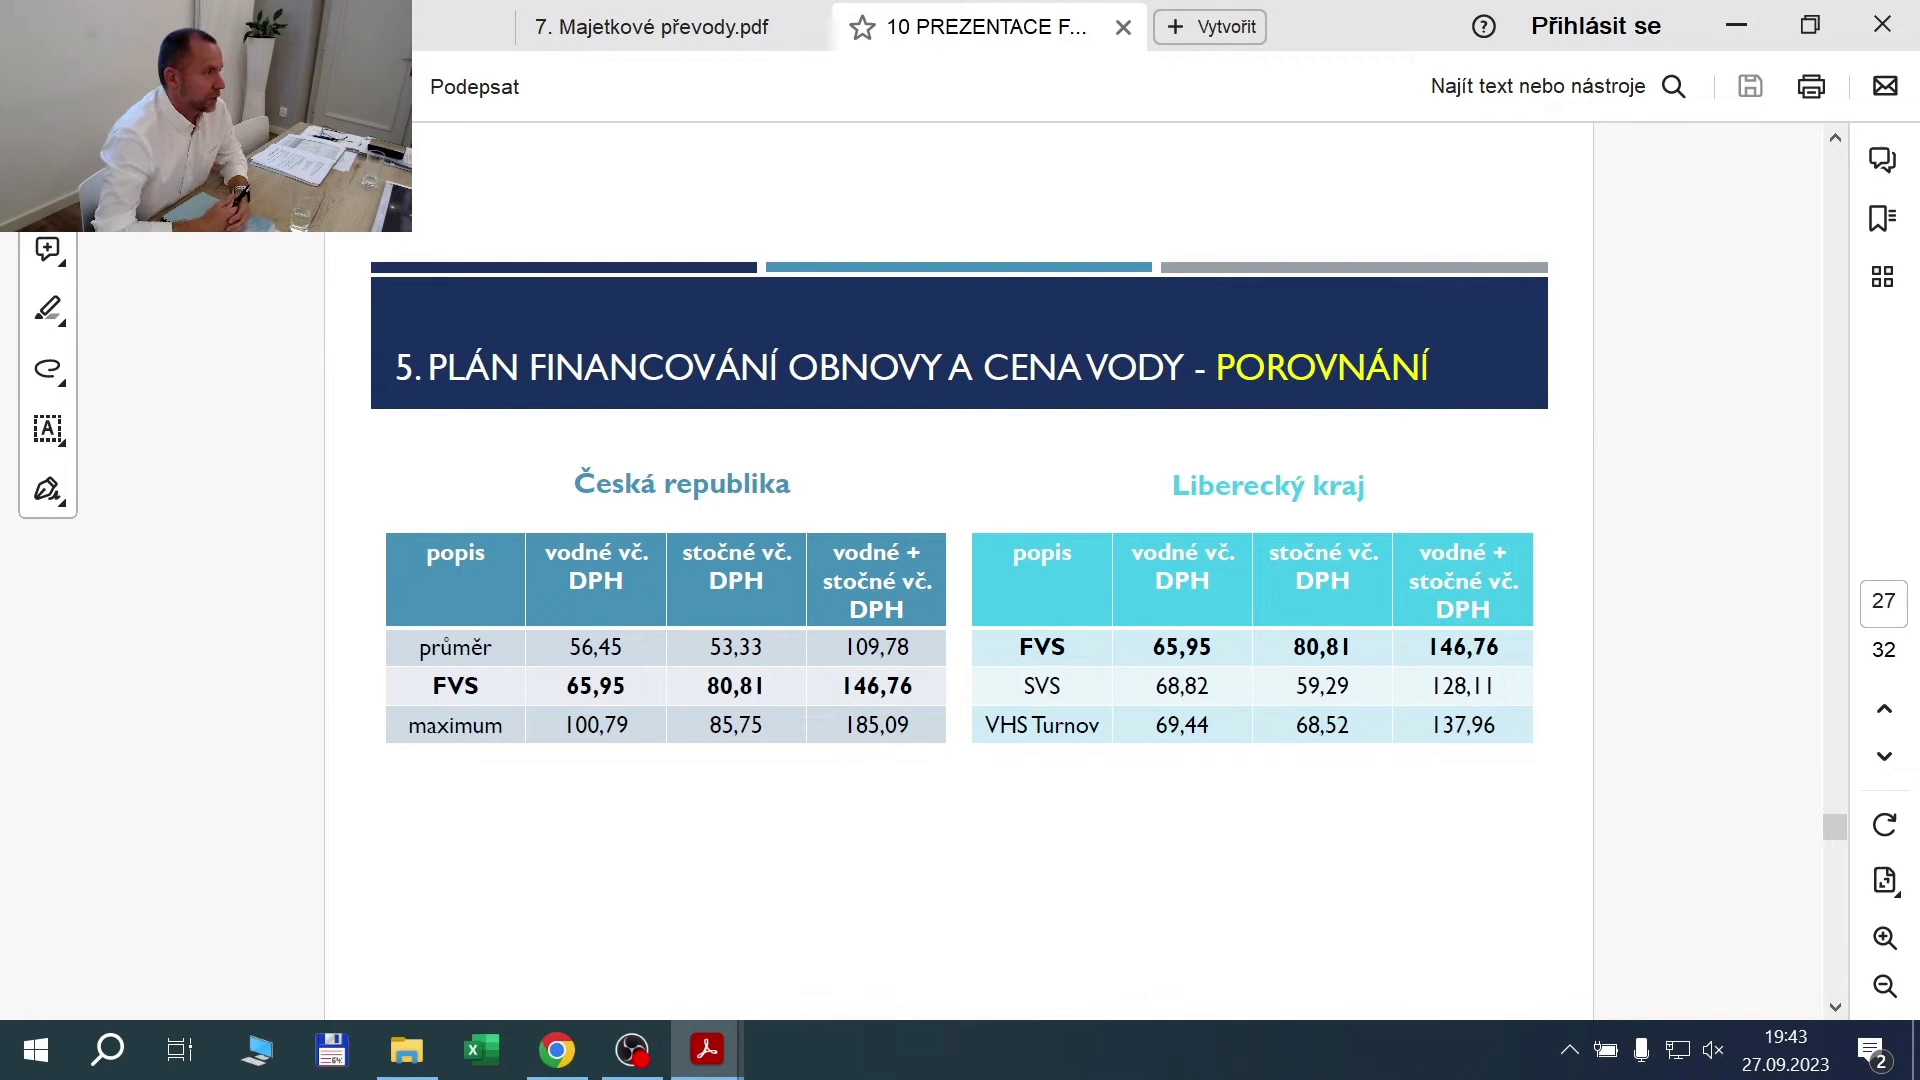 7. Majetkové převody.pdf
10 PREZENTACE F...
Vytvořit
Přihlásit se
Podepsat
Najít text nebo nástroje
5. PLÁN FINANCOVÁNÍ OBNOVY A CENA VODY - POROVNÁNÍ
Česká republika
popis vodné vč. DPH stočné vč. DPH vodné + stočné vč. DPH
průměr 56,45 53,33 109,78
FVS 65,95 80,81 146,76
maximum 100,79 85,75 185,09
Liberecký kraj
popis vodné vč. DPH stočné vč. DPH vodné + stočné vč. DPH
FVS 65,95 80,81 146,76
SVS 68,82 59,29 128,11
VHS Turnov 69,44 68,52 137,96
27
32
19:43
27.09.2023
2